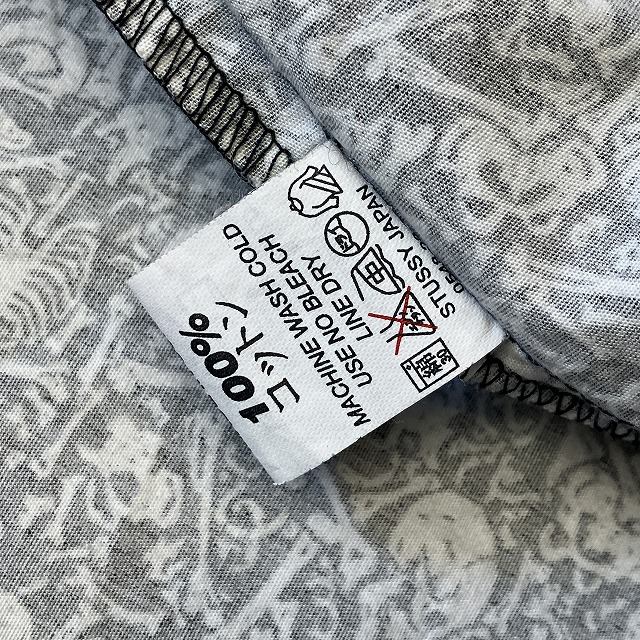 100%
コットン
MACHINE WASH COLD
USE NO BLEACH
LINE DRY
STUSSY JAPAN